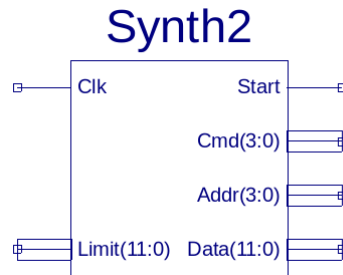 Synth2
Clk Start
Cmd(3:0)
Addr(3:0)
Limit(11:0) Data(11:0)